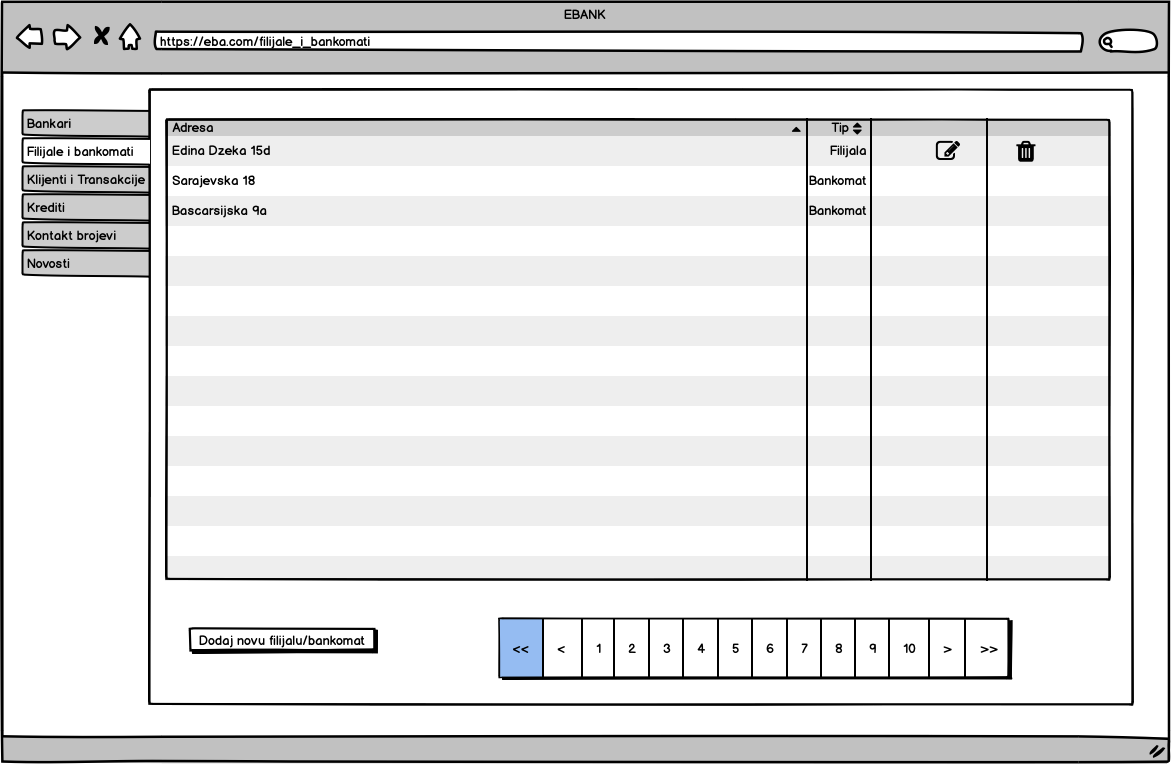 EBANK
https://eba.com/filijale_i_bankomati
Bankari
Filijale i bankomati
Klijenti i Transakcije
Krediti
Kontakt brojevi
Novosti
Adresa Tip
Edina Dzeka 15d Filijala
Sarajevska 18 Bankomat
Bascarsijska 9a Bankomat
Dodaj novu filijalu/bankomat
<< < 1 2 3 4 5 6 7 8 9 10 > >>